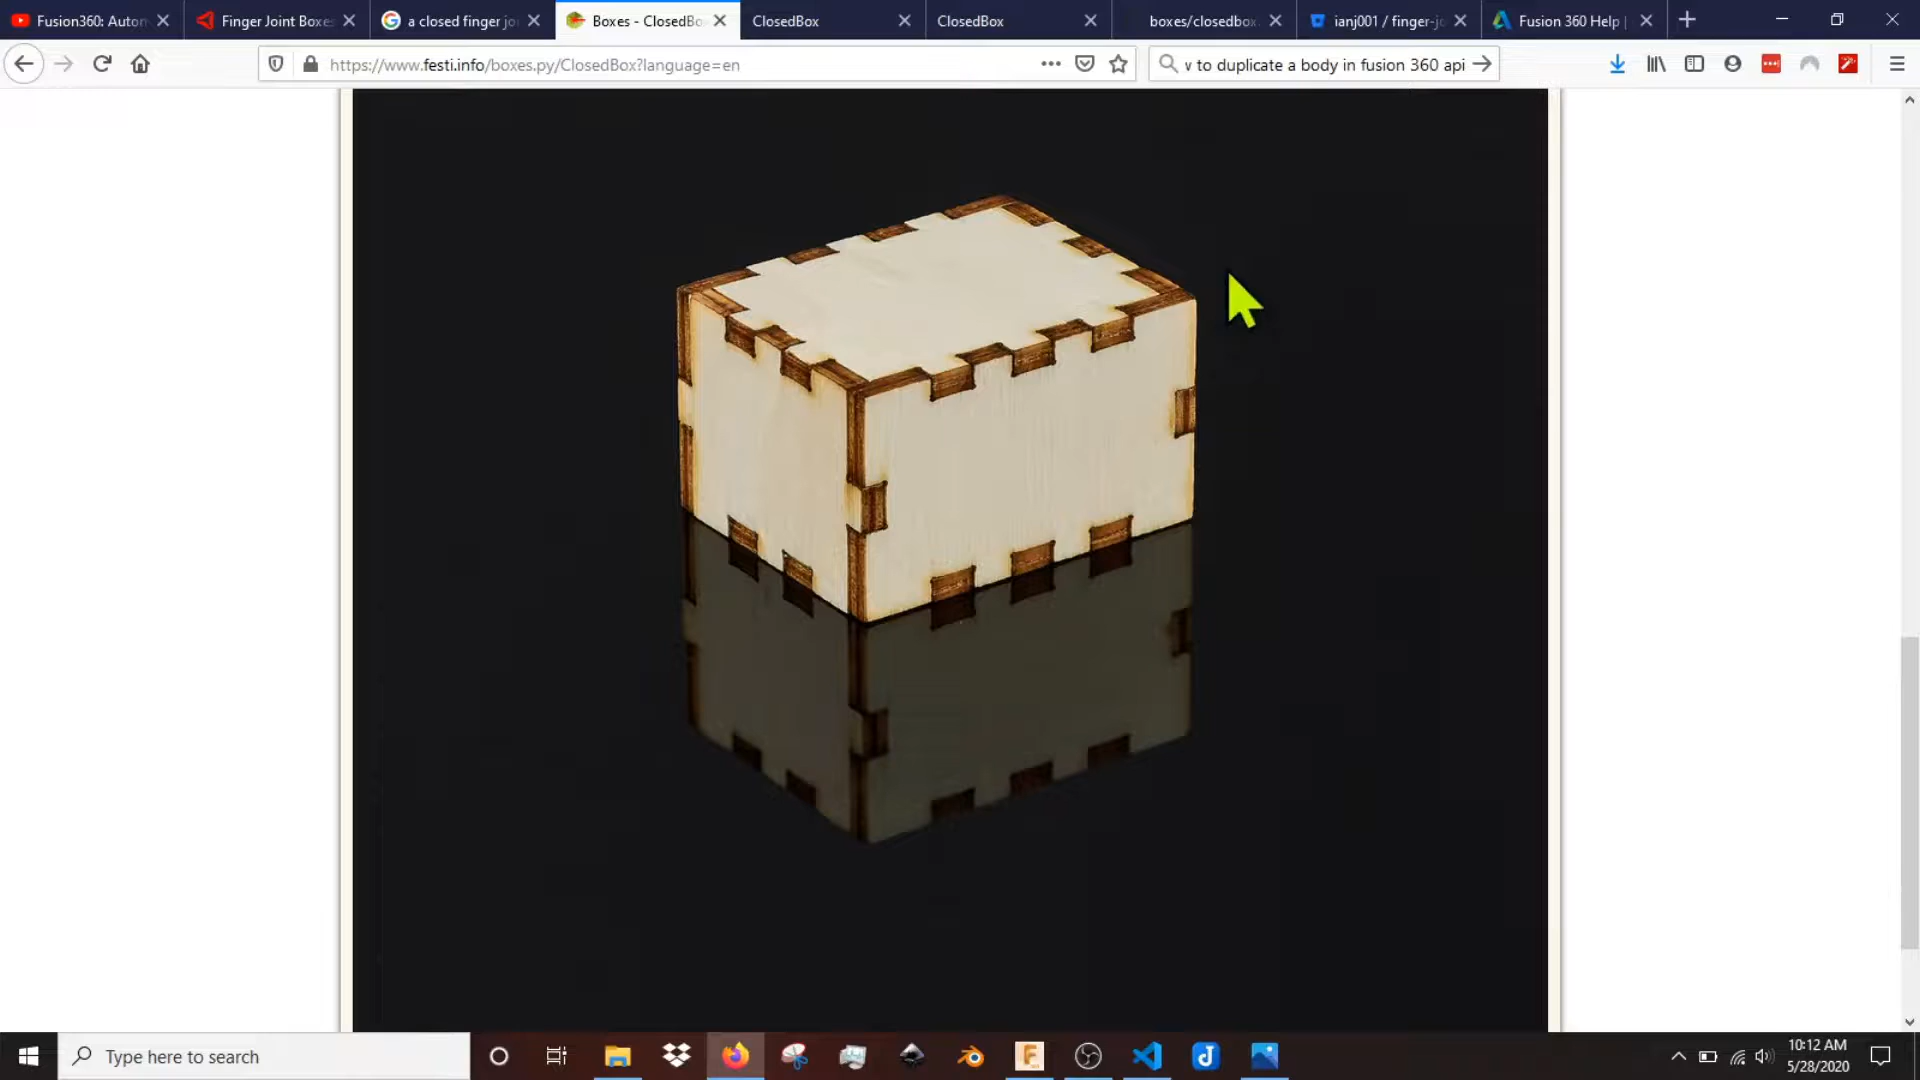 Fusion360: Autom
Finger Joint Boxes
a closed finger jo
Boxes - ClosedBo
ClosedBox
ClosedBox
boxes/closedbox.
ianj001 / finger-jo
Fusion 360 Help |
https://www.festi.info/boxes.py/ClosedBox?language=en
v to duplicate a body in fusion 360 api
Type here to search
10:12 AM
5/28/2020